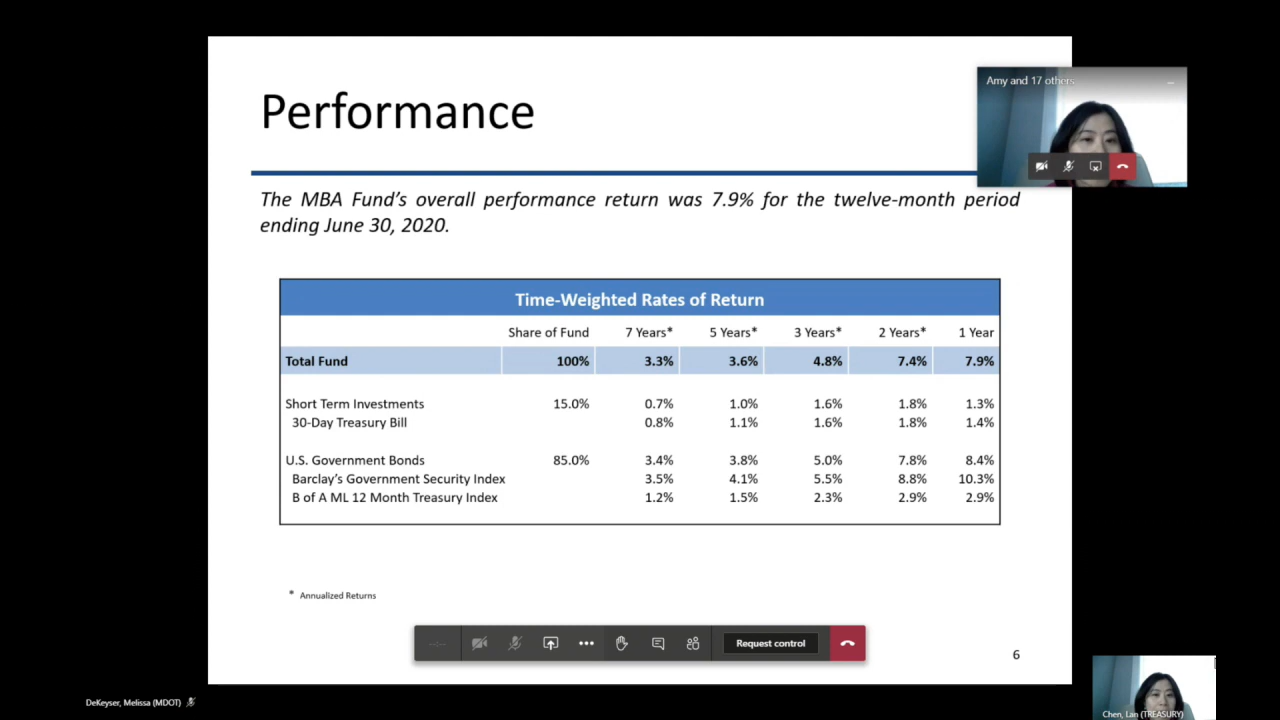 Performance
Amy and 17 others
The MBA Fund's overall performance return was 7.9% for the twelve-month period
ending June 30, 2020.
Time-Weighted Rates of Return
Share of Fund 7 Years* 5 Years* 3 Years* 2 Years* 1 Year
Total Fund 100% 3.3% 3.6% 4.8% 7.4% 7.9%
Short Term Investments 15.0% 0.7% 1.0% 1.6% 1.8% 1.3%
30-Day Treasury Bill 0.8% 1.1% 1.6% 1.8% 1.4%
U.S. Government Bonds 85.0% 3.4% 3.8% 5.0% 7.8% 8.4%
Barclay's Government Security Index 3.5% 4.1% 5.5% 8.8% 10.3%
B of A ML 12 Month Treasury Index 1.2% 1.5% 2.3% 2.9% 2.9%
* Annualized Returns
--:--
Request control
6
DeKeyser, Melissa (MDOT)
Chen, Lan (TREASURY)